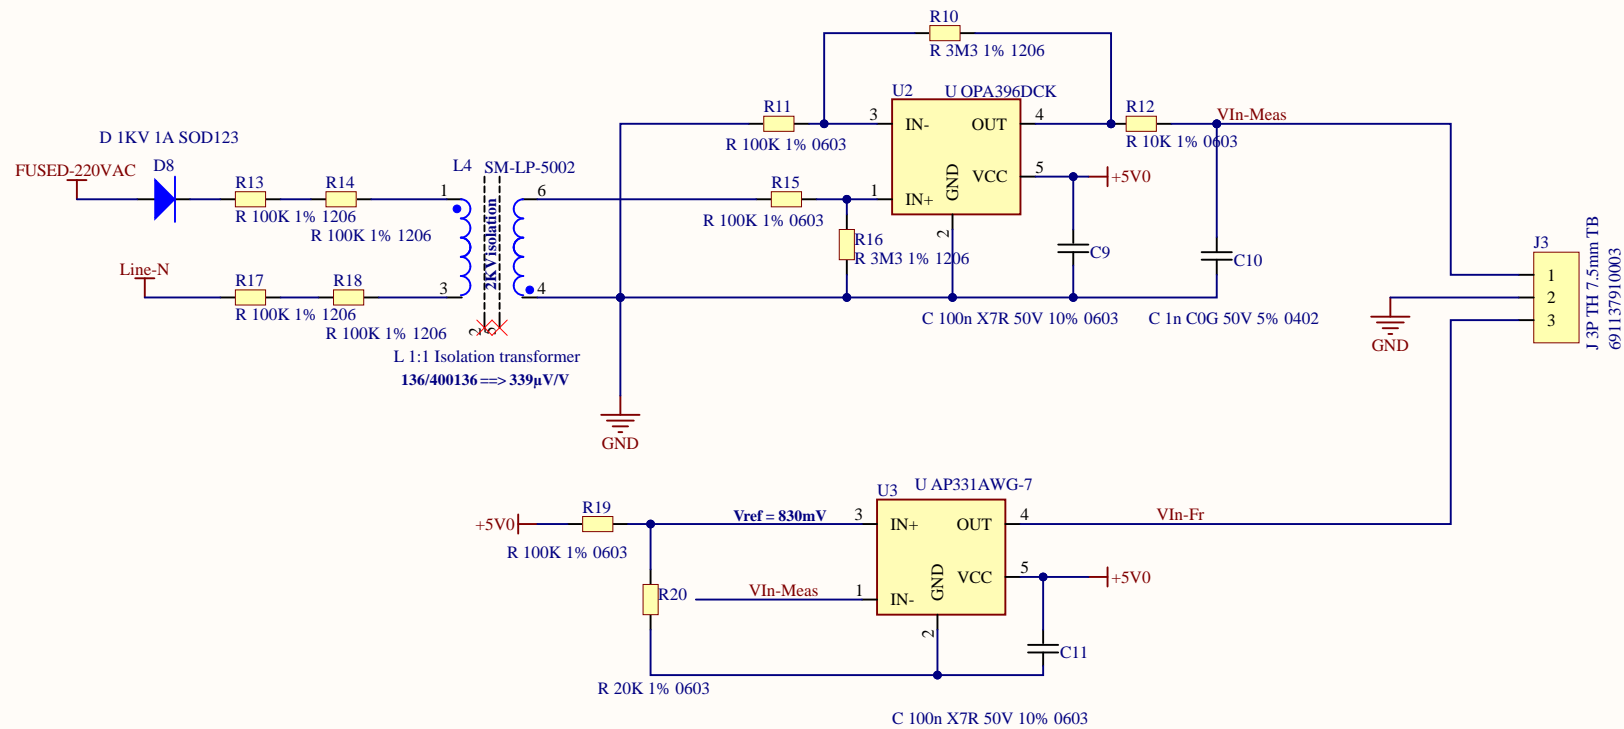 R10
R 3M3 1% 1206
U2
U OPA396DCK
R11
R 100K 1% 0603
3
IN-
OUT
4
R12
R 10K 1% 0603
VIn-Meas
D 1KV 1A SOD123
FUSED-220VAC
D8
R13
R 100K 1% 1206
R14
R 100K 1% 1206
L4
SM-LP-5002
1
6
2KV isolation
R15
R 100K 1% 0603
1
IN+
GND
2
VCC
5
+5V0
R16
R 3M3 1% 1206
C9
C 100n X7R 50V 10% 0603
C10
C 1n C0G 50V 5% 0402
Line-N
R17
R 100K 1% 1206
R18
R 100K 1% 1206
3
4
2
5
L 1:1 Isolation transformer
136/400136 ==> 339µV/V
GND
J3
1
2
3
J 3P TH 7.5mm TB
691137910003
GND
U3
U AP331AWG-7
+5V0
R19
R 100K 1% 0603
Vref = 830mV
3
IN+
OUT
4
VIn-Fr
R20
R 20K 1% 0603
VIn-Meas
1
IN-
GND
2
VCC
5
+5V0
C11
C 100n X7R 50V 10% 0603